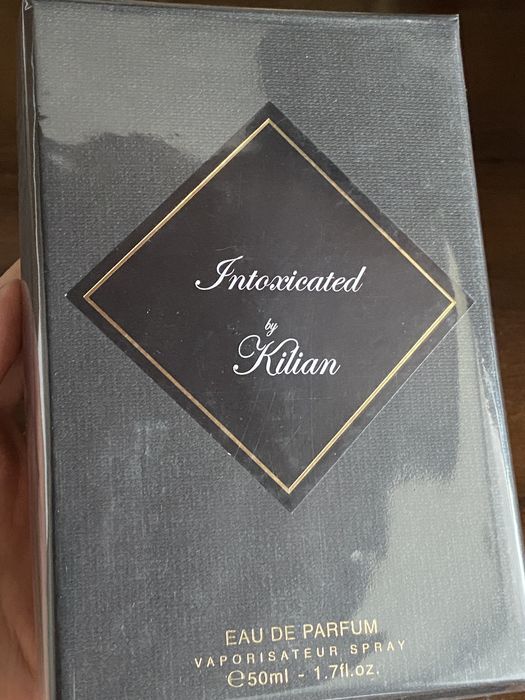 Intoxicated
by
Kilian
EAU DE PARFUM
VAPORISATEUR SPRAY
℮50ml - 1.7fl.oz.